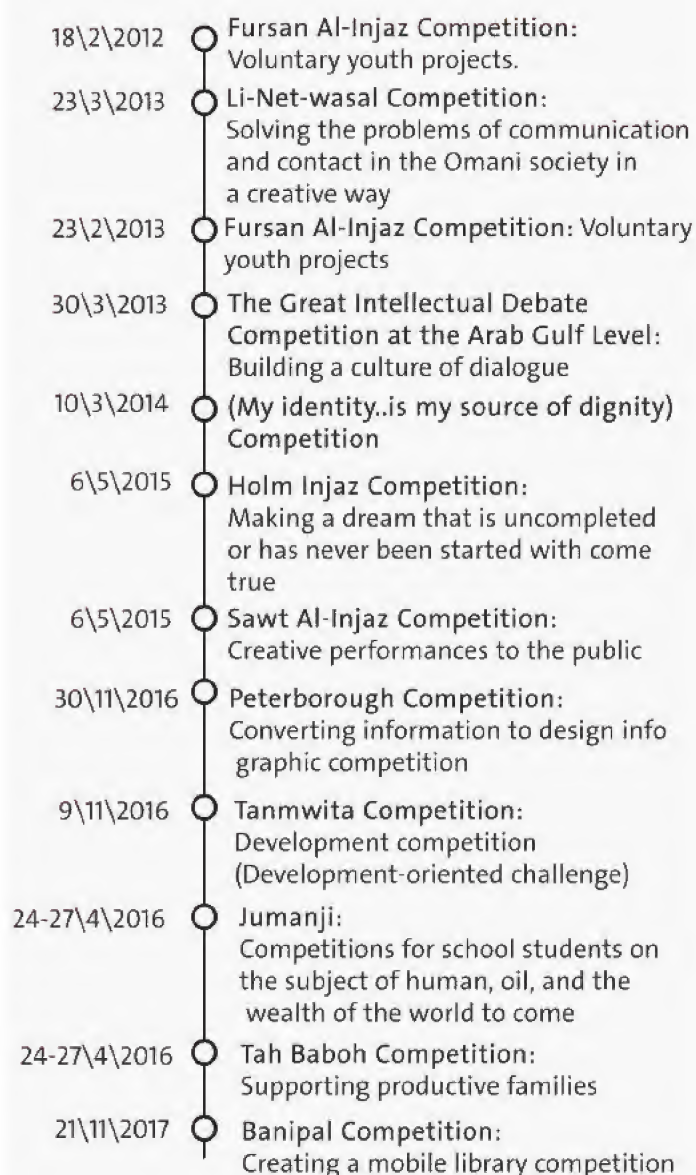 18\2\2012 Fursan Al-Injaz Competition:
Voluntary youth projects.
23\3\2013 Li-Net-wasal Competition:
Solving the problems of communication
and contact in the Omani society in
a creative way
23\2\2013 Fursan Al-Injaz Competition: Voluntary
youth projects
30\3\2013 The Great Intellectual Debate
Competition at the Arab Gulf Level:
Building a culture of dialogue
10\3\2014 (My identity..is my source of dignity)
Competition
6\5\2015 Holm Injaz Competition:
Making a dream that is uncompleted
or has never been started with come
true
6\5\2015 Sawt Al-Injaz Competition:
Creative performances to the public
30\11\2016 Peterborough Competition:
Converting information to design info
graphic competition
9\11\2016 Tanmwita Competition:
Development competition
(Development-oriented challenge)
24-27\4\2016 Jumanji:
Competitions for school students on
the subject of human, oil, and the
wealth of the world to come
24-27\4\2016 Tah Baboh Competition:
Supporting productive families
21\11\2017 Banipal Competition:
Creating a mobile library competition